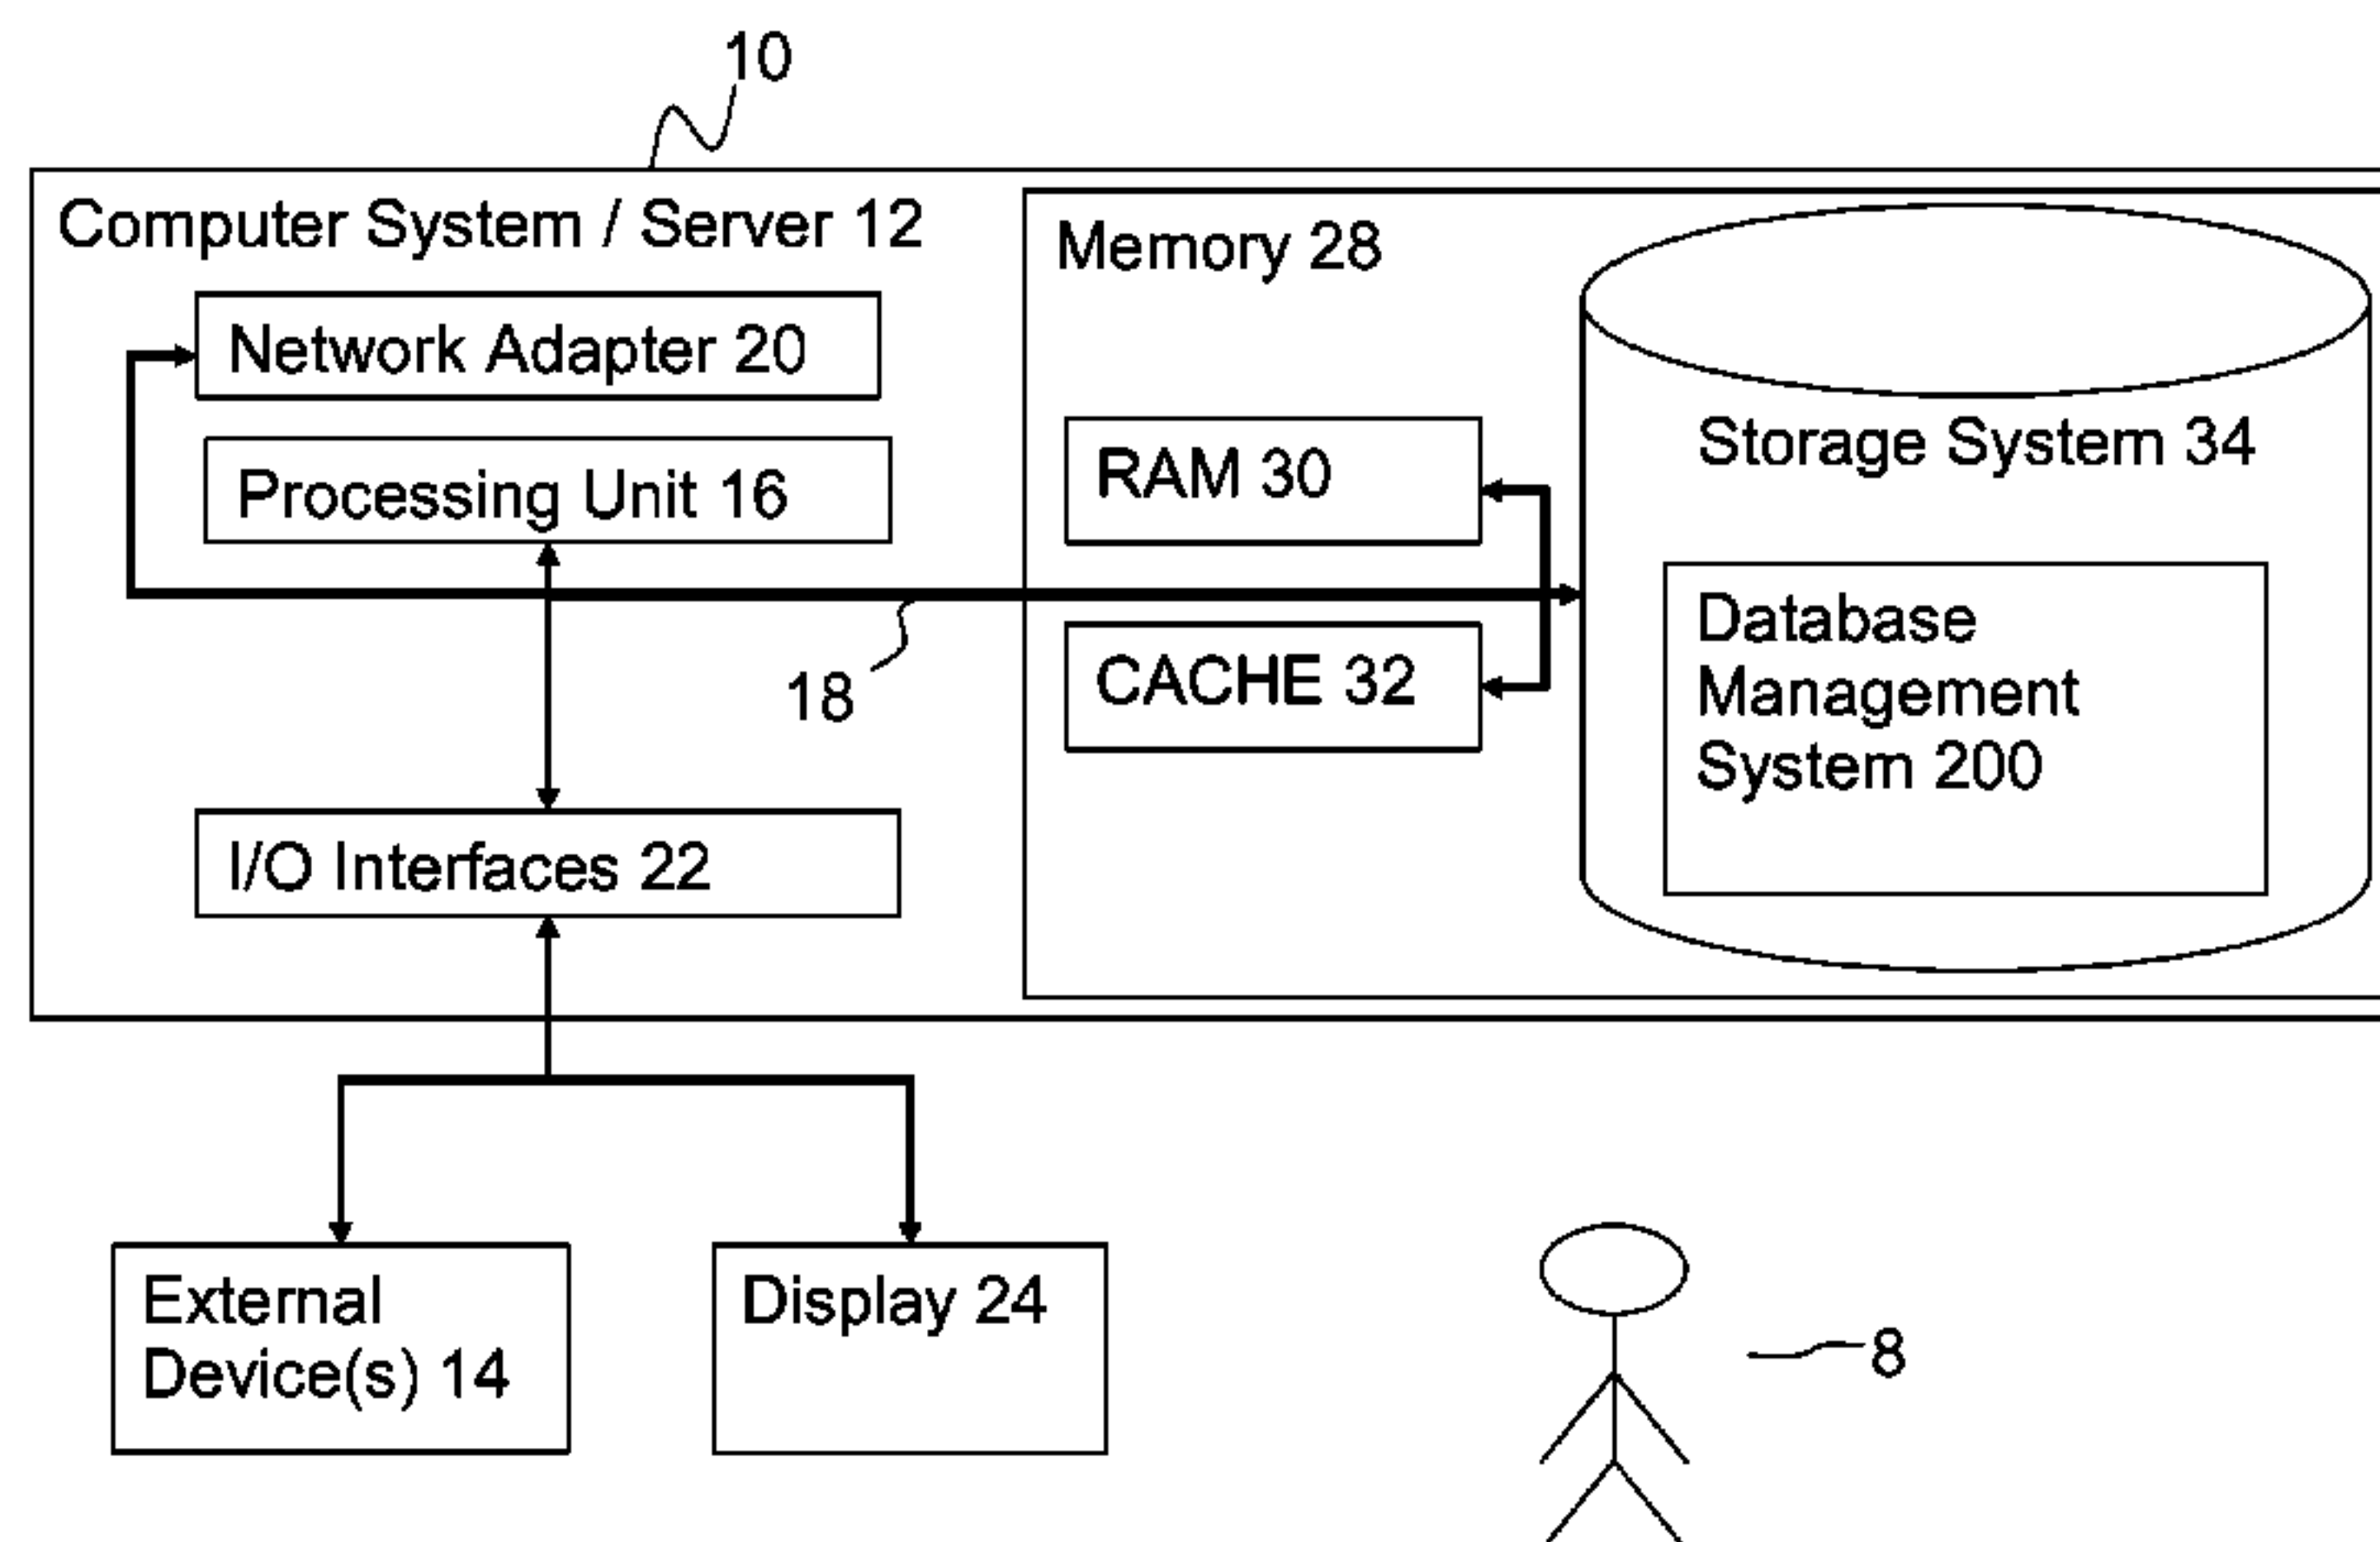 10
Computer System / Server 12
Memory 28
Network Adapter 20
Storage System 34
RAM 30
Processing Unit 16
Database
Management
System 200
CACHE 32
18
I/O Interfaces 22
External
Device(s) 14
Display 24
8